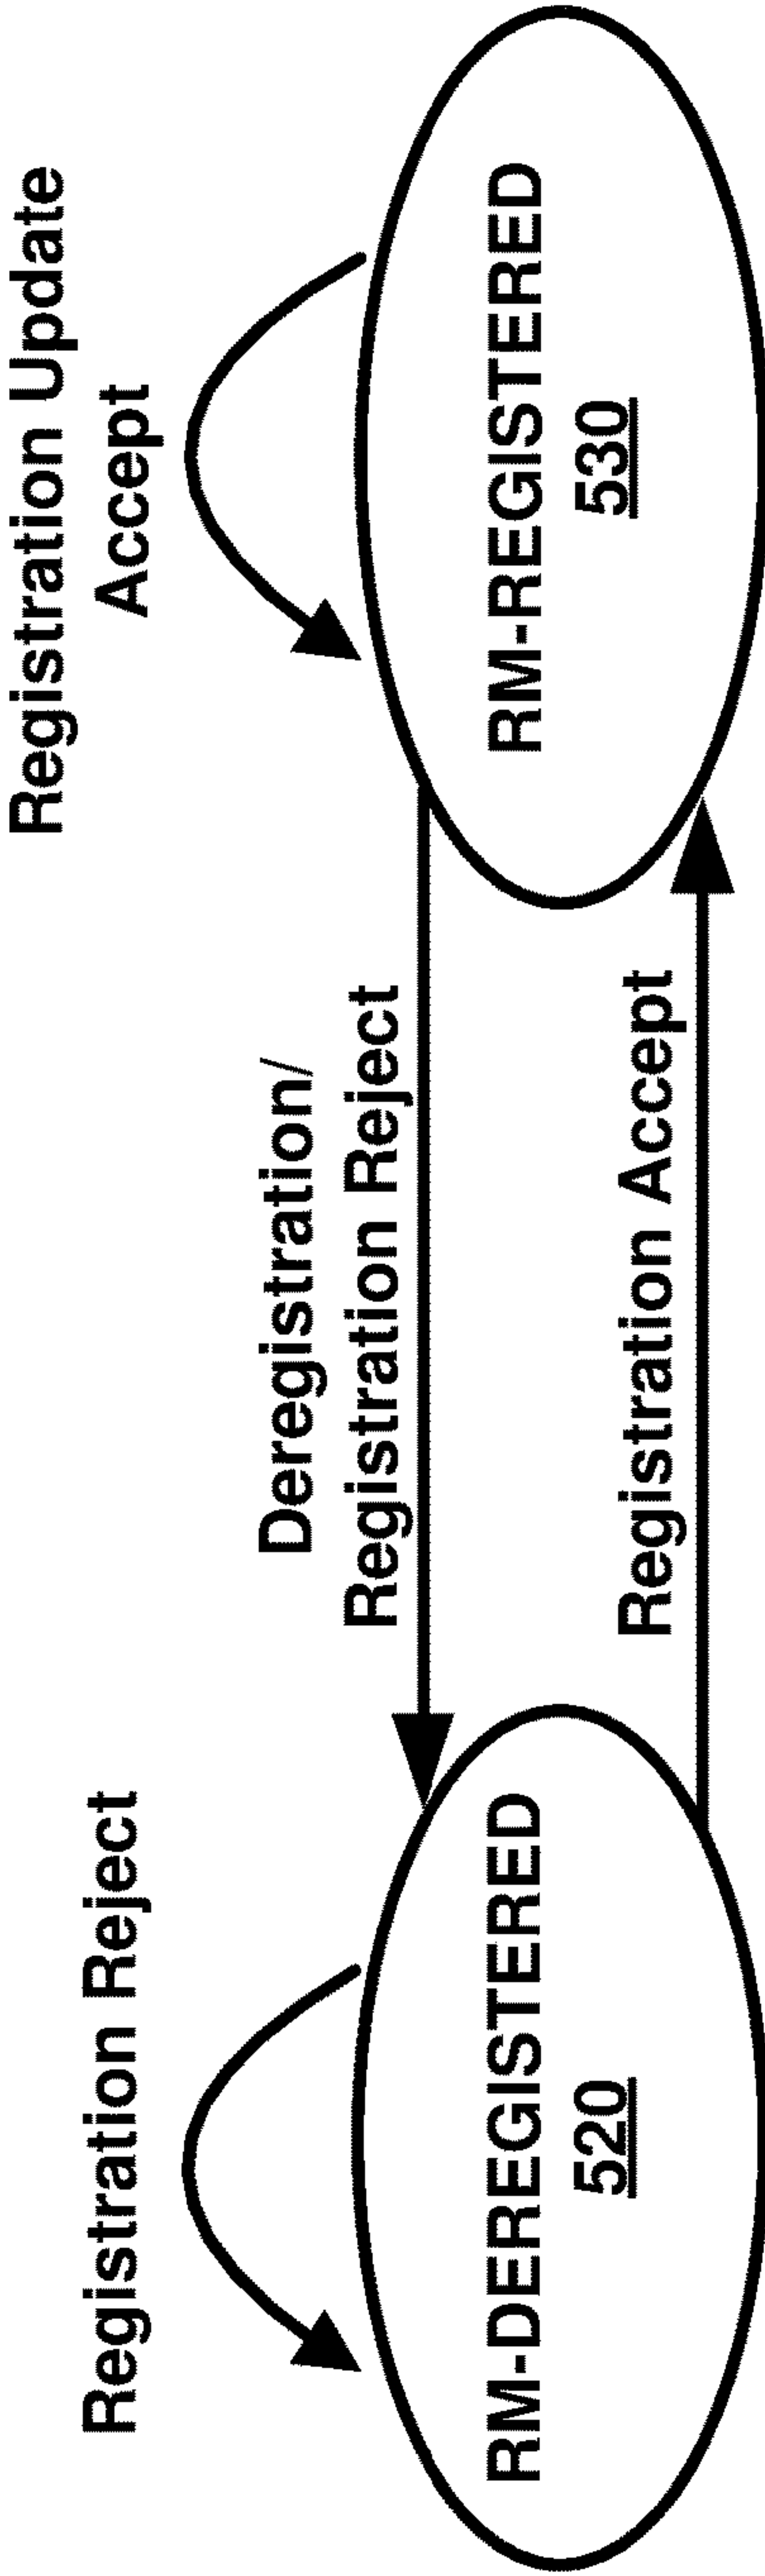 Registration Reject
Registration Update
Accept
Deregistration/
Registration Reject
RM-DEREGISTERED
520
RM-REGISTERED
530
Registration Accept